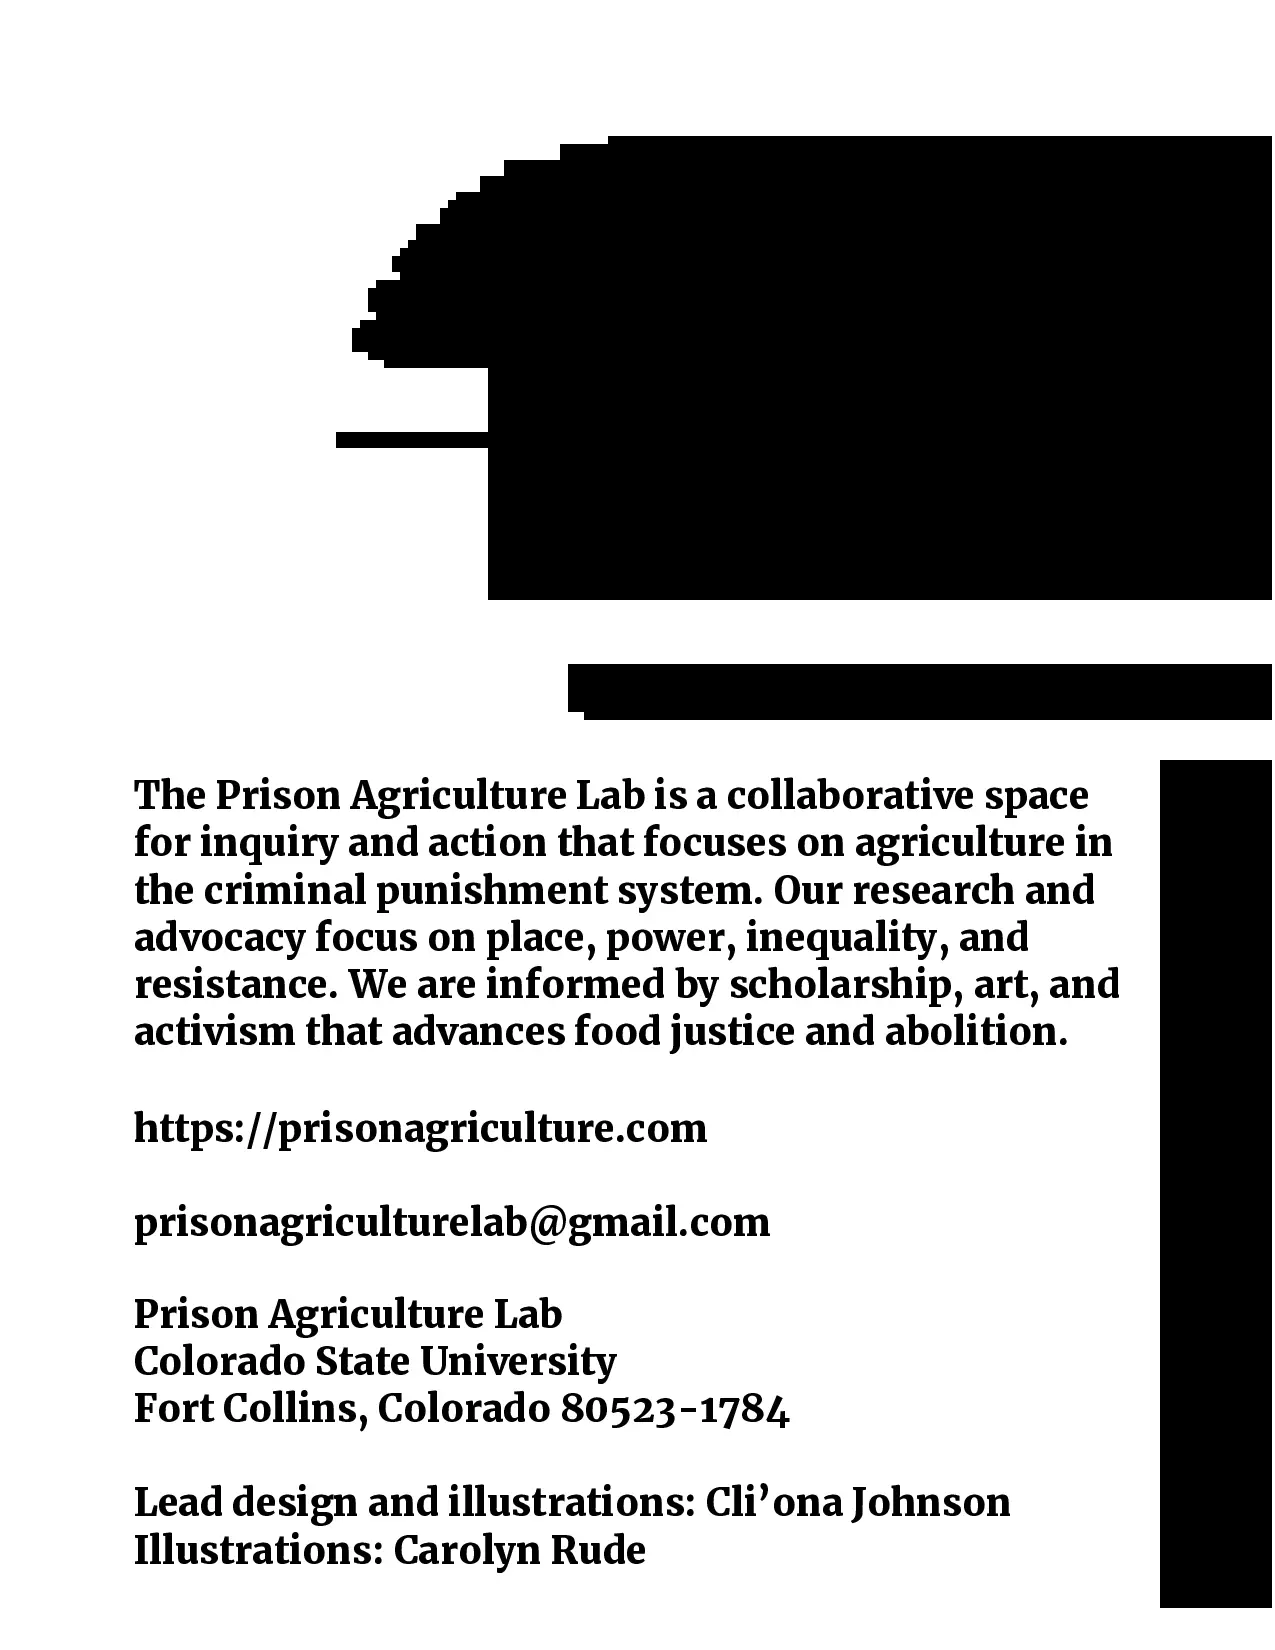 The Prison Agriculture Lab is a collaborative space
for inquiry and action that focuses on agriculture in
the criminal punishment system. Our research and
advocacy focus on place, power, inequality, and
resistance. We are informed by scholarship, art, and
activism that advances food justice and abolition.
https://prisonagriculture.com
prisonagriculturelab@gmail.com
Prison Agriculture Lab
Colorado State University
Fort Collins, Colorado 80523-1784
Lead design and illustrations: Cli’ona Johnson
Illustrations: Carolyn Rude